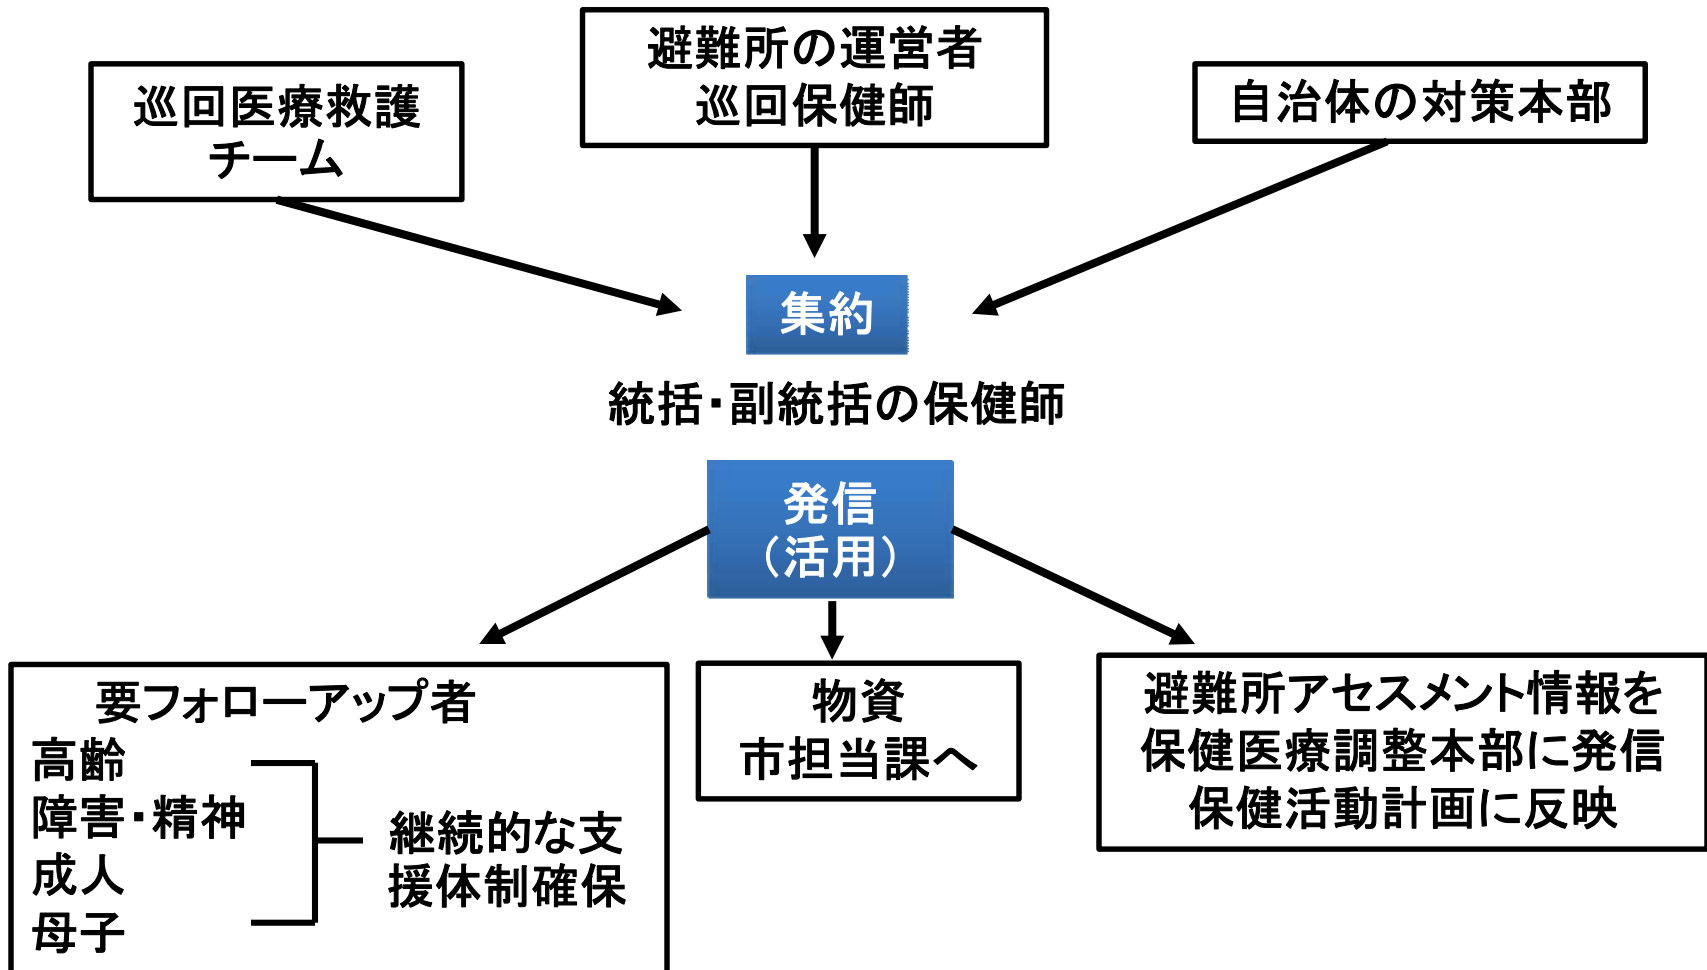 巡回医療救護
チーム
避難所の運営者
巡回保健師
自治体の対策本部
集約
統括・副統括の保健師
発信
（活用）
要フォローアップ者
高齢
障害・精神
成人
母子
継続的な支
援体制確保
物資
市担当課へ
避難所アセスメント情報を
保健医療調整本部に発信
保健活動計画に反映